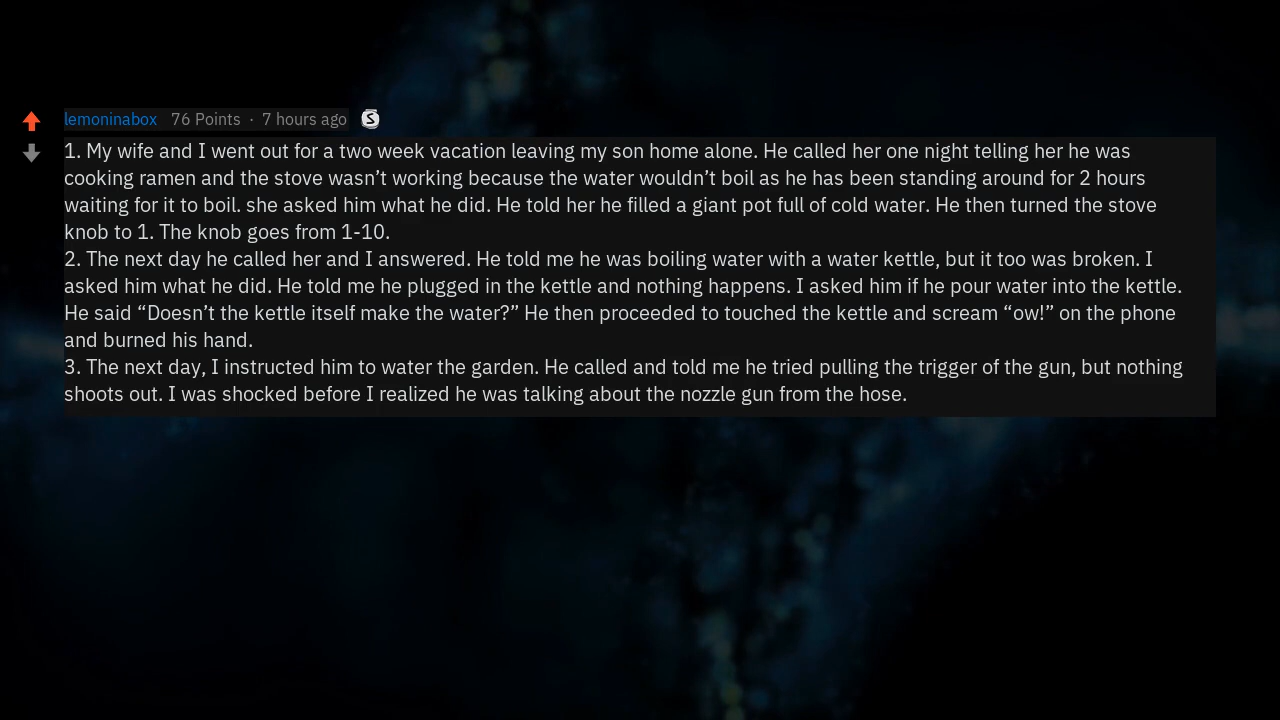 lemoninabox 76 Points · 7 hours ago
1. My wife and I went out for a two week vacation leaving my son home alone. He called her one night telling her he was
cooking ramen and the stove wasn’t working because the water wouldn’t boil as he has been standing around for 2 hours
waiting for it to boil. she asked him what he did. He told her he filled a giant pot full of cold water. He then turned the stove
knob to 1. The knob goes from 1-10.
2. The next day he called her and I answered. He told me he was boiling water with a water kettle, but it too was broken. I
asked him what he did. He told me he plugged in the kettle and nothing happens. I asked him if he pour water into the kettle.
He said “Doesn’t the kettle itself make the water?” He then proceeded to touched the kettle and scream “ow!” on the phone
and burned his hand.
3. The next day, I instructed him to water the garden. He called and told me he tried pulling the trigger of the gun, but nothing
shoots out. I was shocked before I realized he was talking about the nozzle gun from the hose.